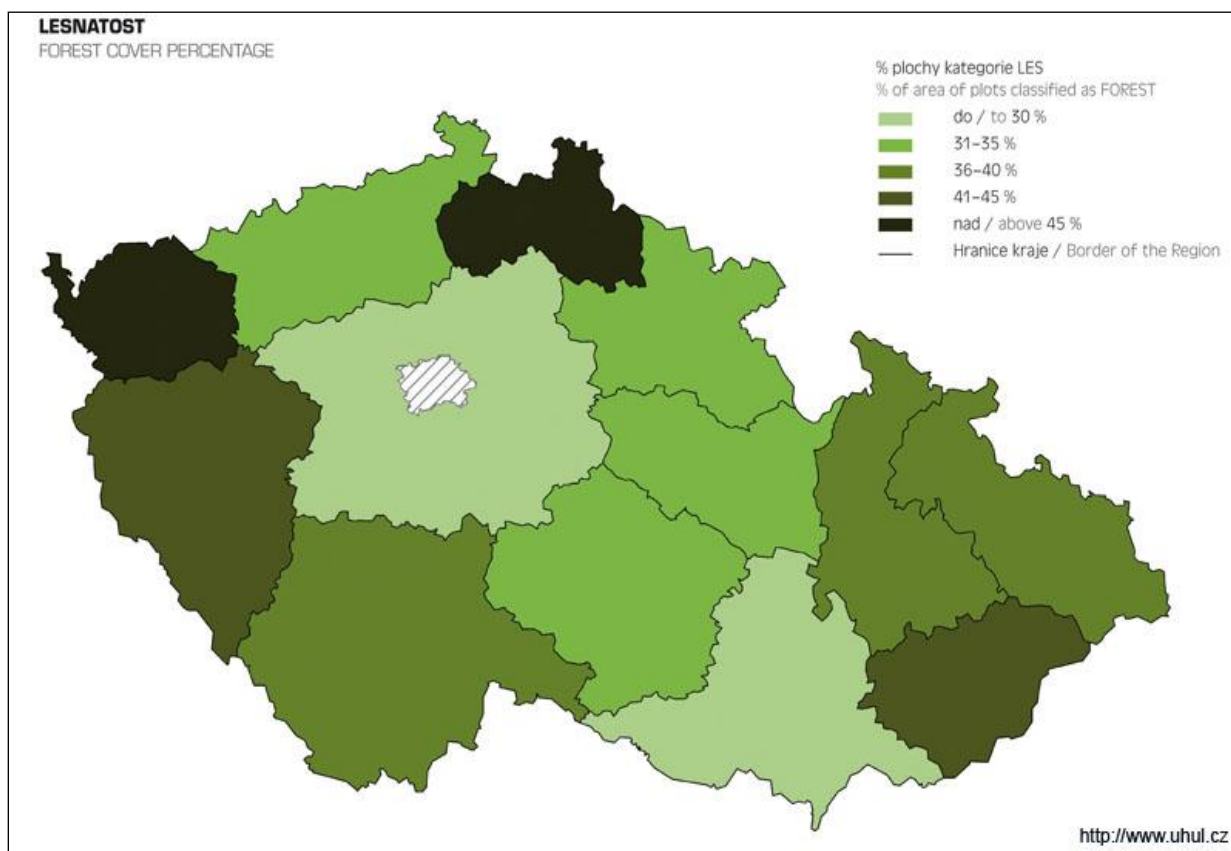 LESNATOST
FOREST COVER PERCENTAGE
% plochy kategorie LES
% of area of plots classified as FOREST
do / to 30 %
31–35 %
36–40 %
41–45 %
nad / above 45 %
Hranice kraje / Border of the Region
http://www.uhul.cz